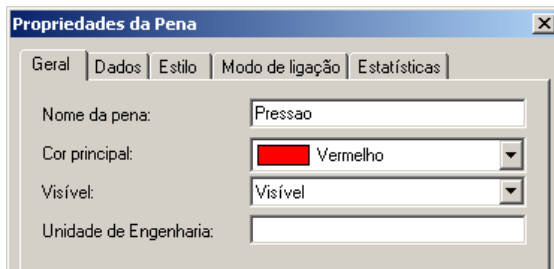 Propriedades da Pena
Geral Dados Estilo Modo de ligação Estatísticas
Nome da pena: Pressao
Cor principal: Vermelho
Visível: Visível
Unidade de Engenharia: